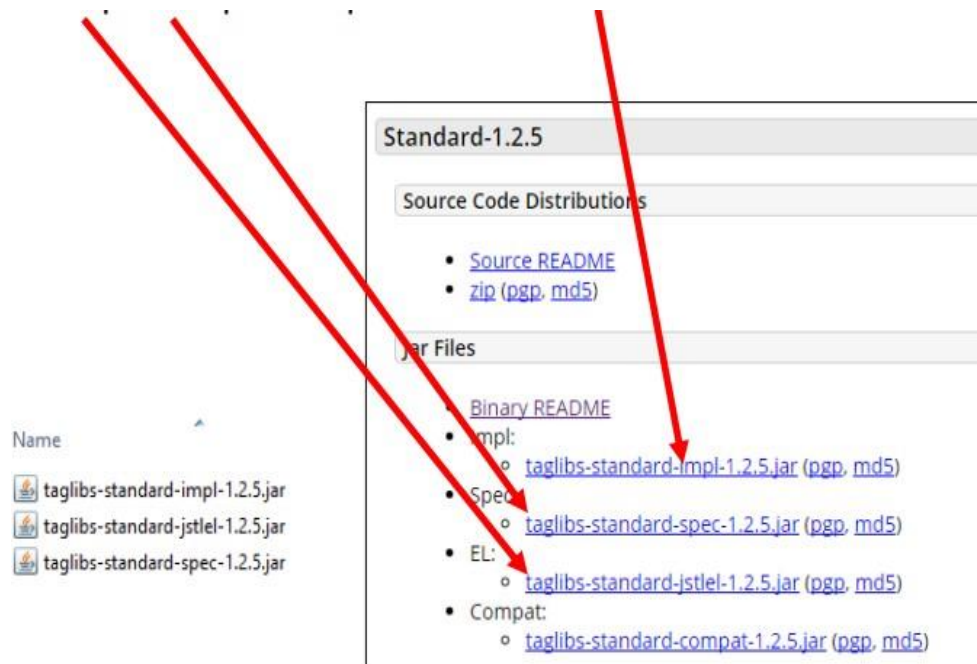 Standard-1.2.5
Source Code Distributions
Source README
zip (pgp, md5)
Jar Files
Binary README
Impl:
taglibs-standard-impl-1.2.5.jar (pgp, md5)
Spec
taglibs-standard-spec-1.2.5.jar (pgp, md5)
EL:
taglibs-standard-jstlel-1.2.5.jar (pgp, md5)
Compat:
taglibs-standard-compat-1.2.5.jar (pgp, md5)
Name
taglibs-standard-impl-1.2.5.jar
taglibs-standard-jstlel-1.2.5.jar
taglibs-standard-spec-1.2.5.jar